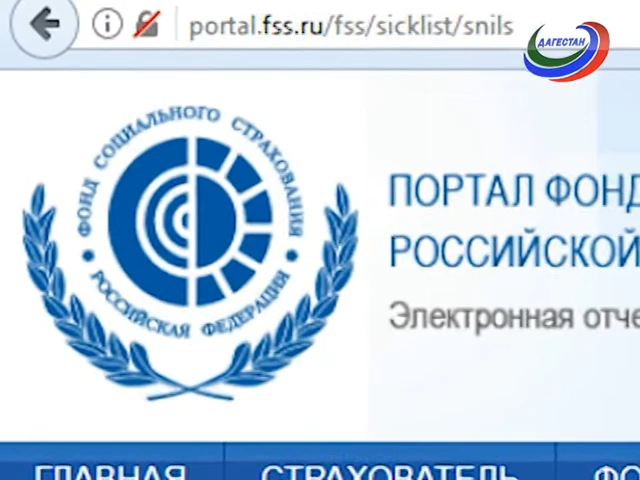 portal.fss.ru/fss/sicklist/snils
ДАГЕСТАН
ФОНД СОЦИАЛЬНОГО СТРАХОВАНИЯ
РОССИЙСКАЯ ФЕДЕРАЦИЯ
ПОРТАЛ ФОНД
РОССИЙСКОЙ
Электронная отче
ГЛАВНАЯ
СТРАХОВАТЕЛЬ
ФО